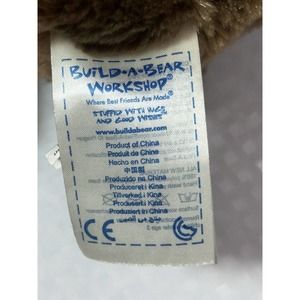 BUILD-A-BEAR
WORKSHOP®
Where Best Friends Are Made®
STUFFED WITH HUGS
AND GOOD WISHES
www.buildabear.com
Product of China
Produit de Chine
Hecho en China
中国製
Produzido na China
Produceret i Kina
Tillverkad i Kina
Produsert i Kina
Produziert in China
CE